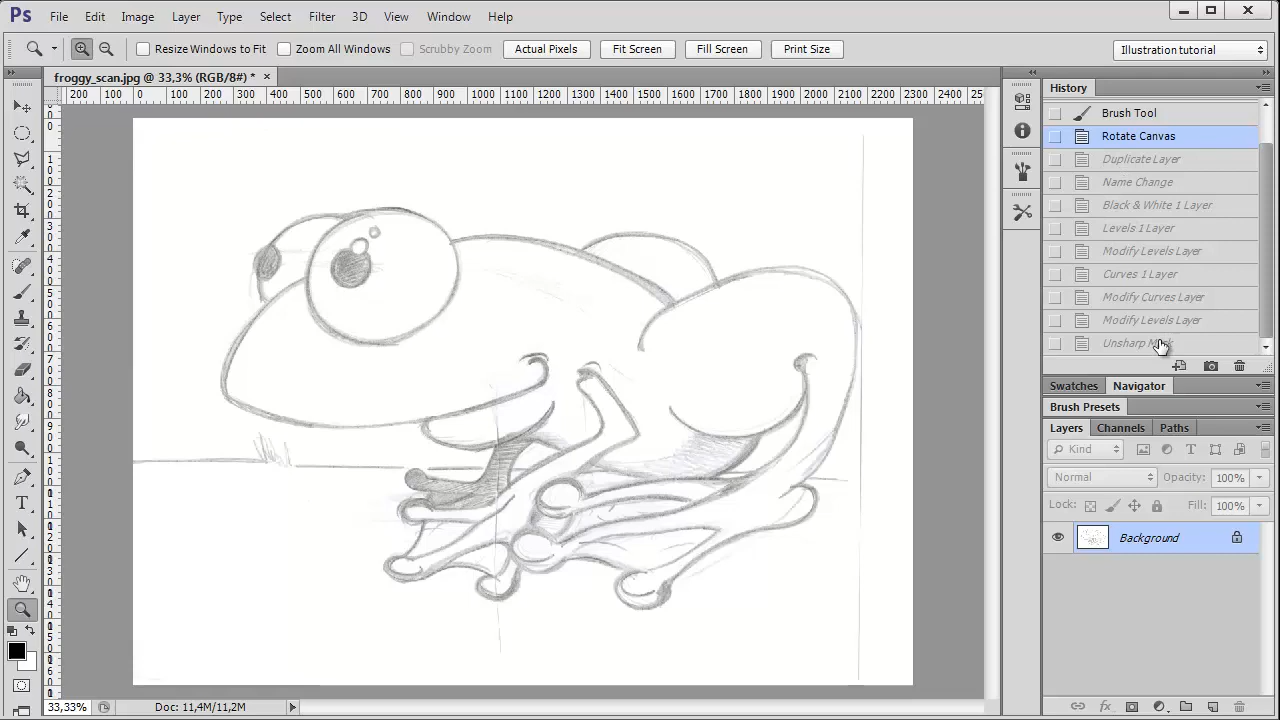 Ps File Edit Image Layer Type Select Filter 3D View Window Help
Resize Windows to Fit Zoom All Windows Scrubby Zoom Actual Pixels Fit Screen Fill Screen Print Size Illustration tutorial
froggy_scan.jpg @ 33,3% (RGB/8#) * ×
200 100 0 100 200 300 400 500 600 700 800 900 1000 1100 1200 1300 1400 1500 1600 1700 1800 1900 2000 2100 2200 2300 2400
History
Brush Tool
Rotate Canvas
Duplicate Layer
Name Change
Black & White 1 Layer
Levels 1 Layer
Modify Levels Layer
Curves 1 Layer
Modify Curves Layer
Modify Levels Layer
Unsharp
Swatches Navigator
Brush Presets
Layers Channels Paths
Kind
Normal Opacity: 100%
Lock: Fill: 100%
Background
33,33% Doc: 11,4M/11,2M